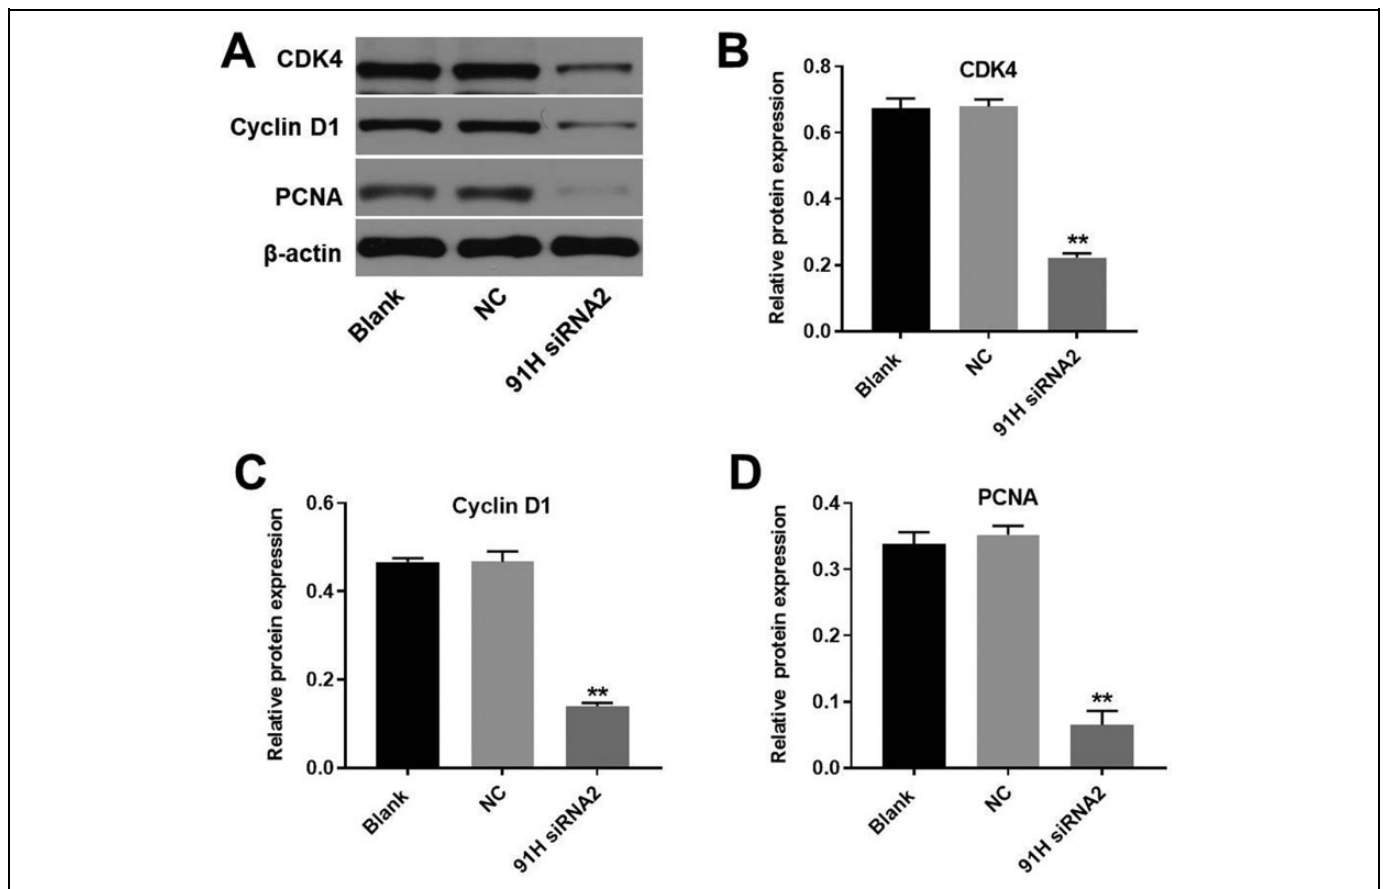 A
CDK4
Cyclin D1
PCNA
β-actin
Blank
NC
91H siRNA2
B
CDK4
Relative protein expression
0.8
0.6
0.4
0.2
0.0
**
Blank
NC
91H siRNA2
C
Cyclin D1
Relative protein expression
0.6
0.4
0.2
0.0
**
Blank
NC
91H siRNA2
D
PCNA
Relative protein expression
0.4
0.3
0.2
0.1
0.0
**
Blank
NC
91H siRNA2